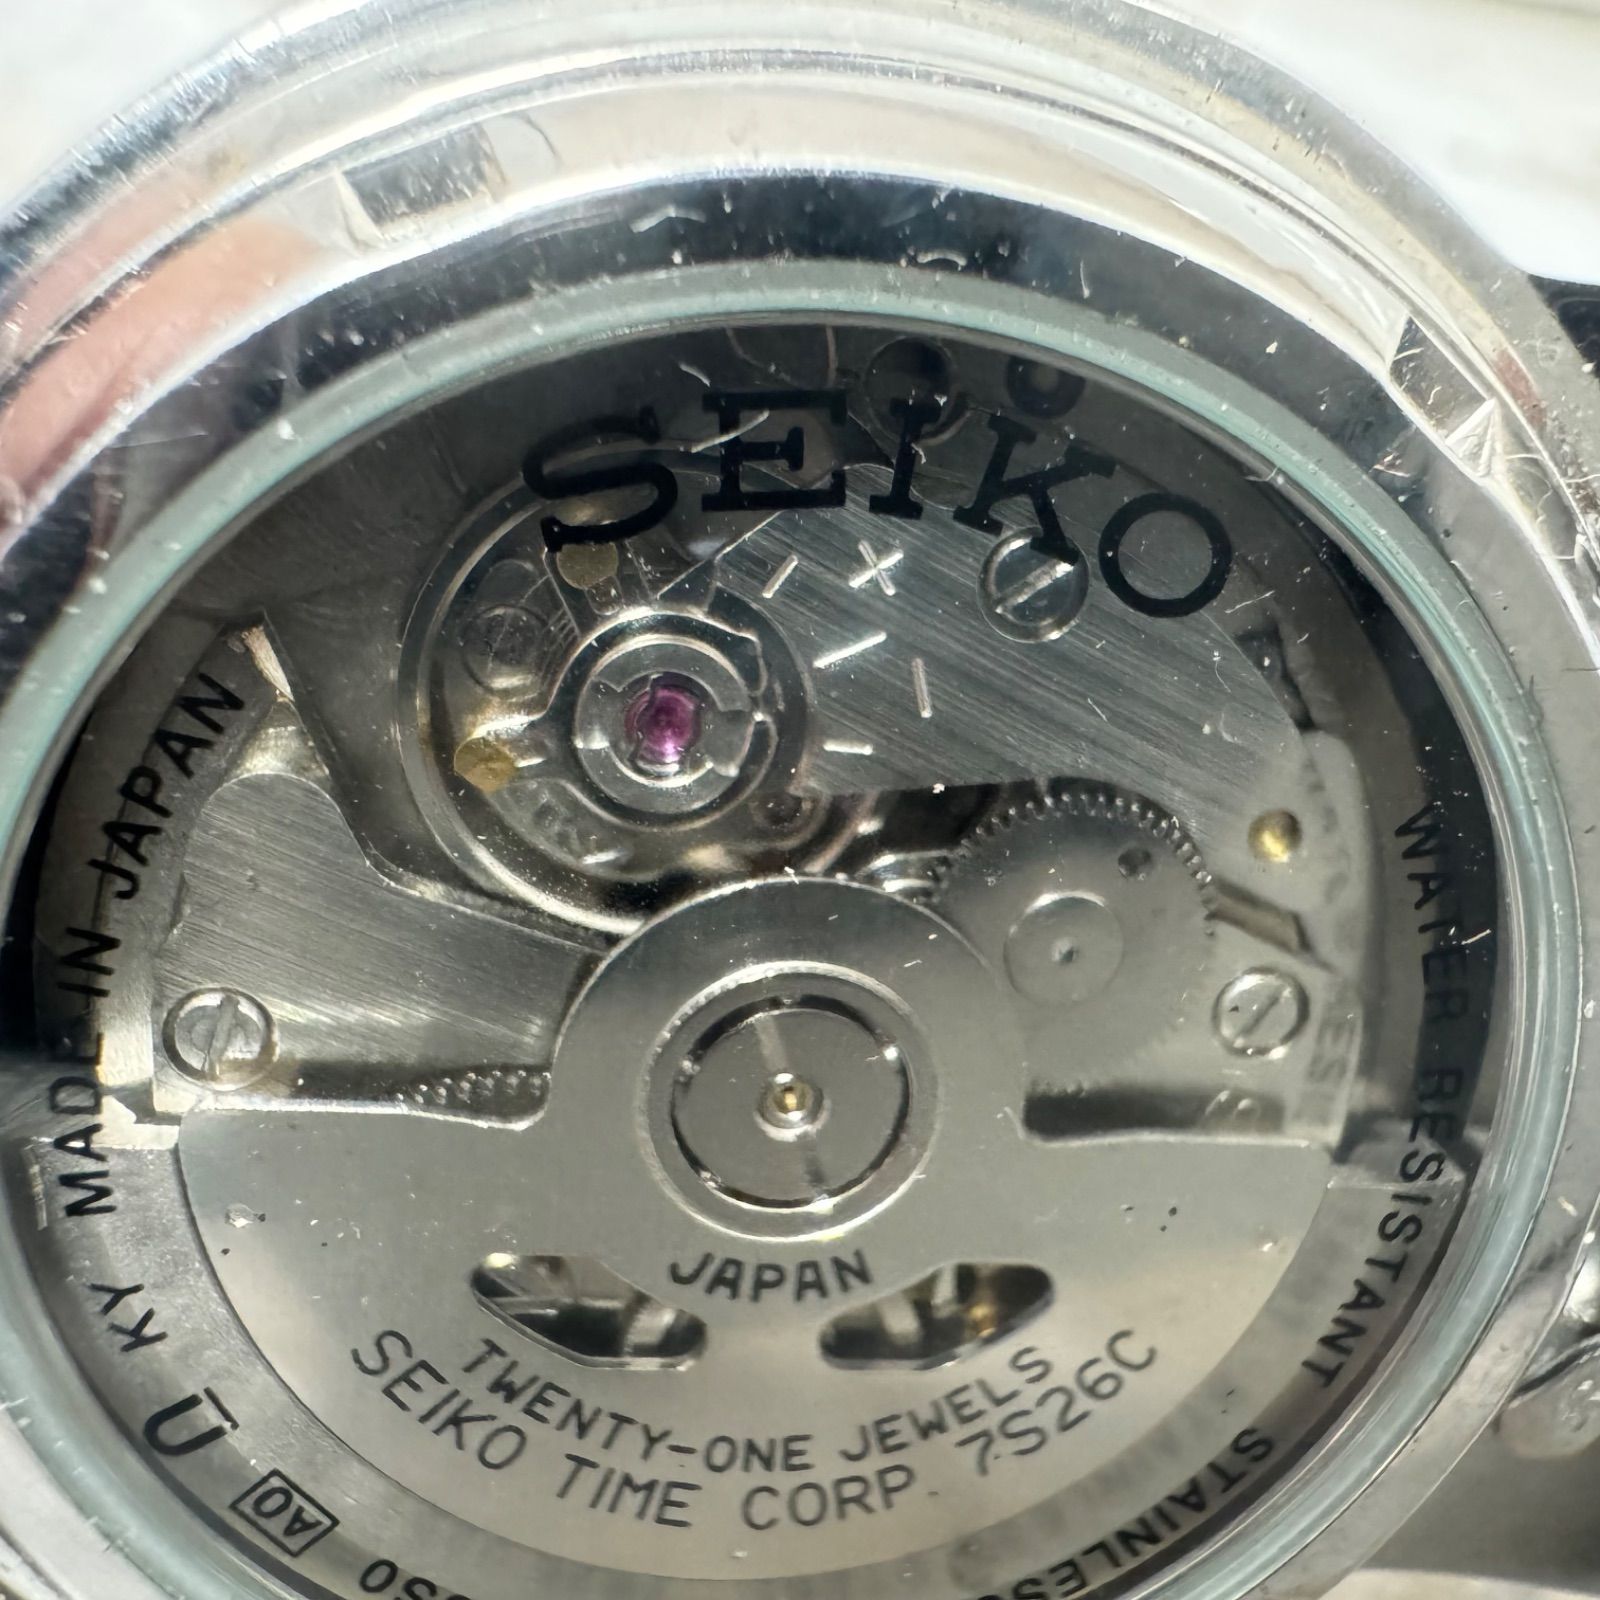 SEIKO
WATER RESISTANT
STAINLESS
MADE IN JAPAN
KY
AO
JAPAN
TWENTY-ONE JEWELS
SEIKO TIME CORP. 7S26C